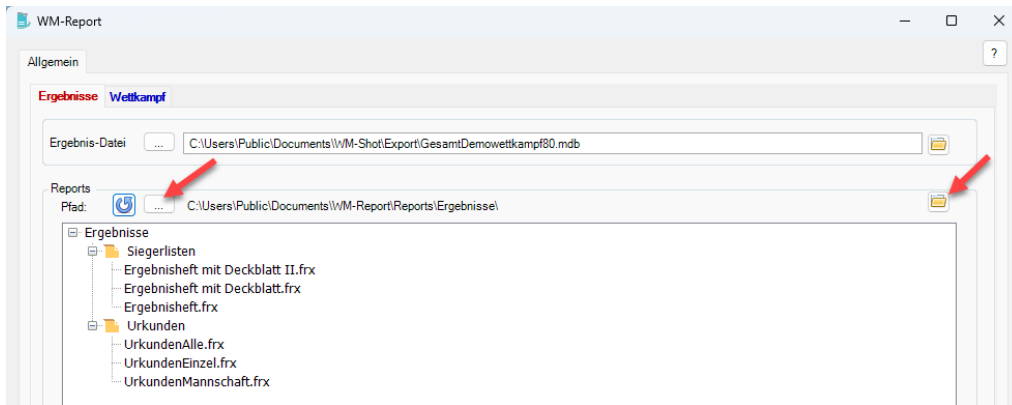 WM-Report
?
Allgemein
Ergebnisse Wettkampf
Ergebnis-Datei ... C:\Users\Public\Documents\WM-Shot\Export\GesamtDemowettkampf80.mdb
Reports
Pfad: ... C:\Users\Public\Documents\WM-Report\Reports\Ergebnisse\
Ergebnisse
Siegerlisten
Ergebnisheft mit Deckblatt II.frx
Ergebnisheft mit Deckblatt.frx
Ergebnisheft.frx
Urkunden
UrkundenAlle.frx
UrkundenEinzel.frx
UrkundenMannschaft.frx